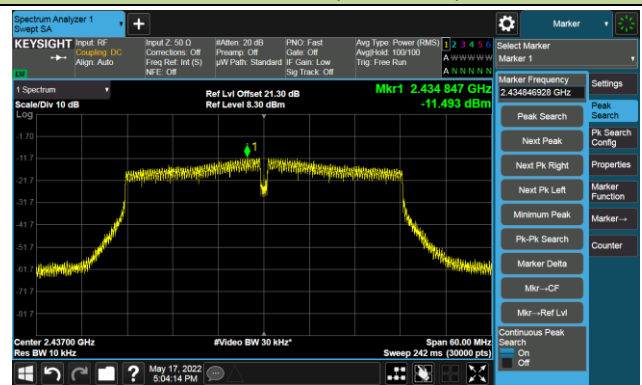 Spectrum Analyzer 1
Swept SA
Marker
KEYSIGHT
Input: RF
Coupling: DC
Align: Auto
Input Z: 50 Ω
Corrections: Off
Freq Ref: Int (S)
NFE: Off
#Atten: 20 dB
Preamp: Off
µW Path: Standard
PNO: Fast
Gate: Off
IF Gain: Low
Sig Track: Off
Avg Type: Power (RMS)
Avg|Hold: 100/100
Trig: Free Run
1 2 3 4 5 6
A W W W W W
A N N N N N
Select Marker
Marker 1
1 Spectrum
Scale/Div 10 dB
Log
Ref Lvl Offset 21.30 dB
Ref Level 8.30 dBm
Mkr1 2.434 847 GHz
-11.493 dBm
1
-1.70
-11.7
-21.7
-31.7
-41.7
-51.7
-61.7
-71.7
-81.7
Center 2.43700 GHz
Res BW 10 kHz
#Video BW 30 kHz*
Span 60.00 MHz
Sweep 242 ms (30000 pts)
Marker Frequency
2.434846928 GHz
Peak Search
Next Peak
Next Pk Right
Next Pk Left
Minimum Peak
Pk-Pk Search
Marker Delta
Mkr→CF
Mkr→Ref Lvl
Continuous Peak
Search
On
Off
Settings
Peak
Search
Pk Search
Config
Properties
Marker
Function
Marker→
Counter
May 17, 2022
5:04:14 PM